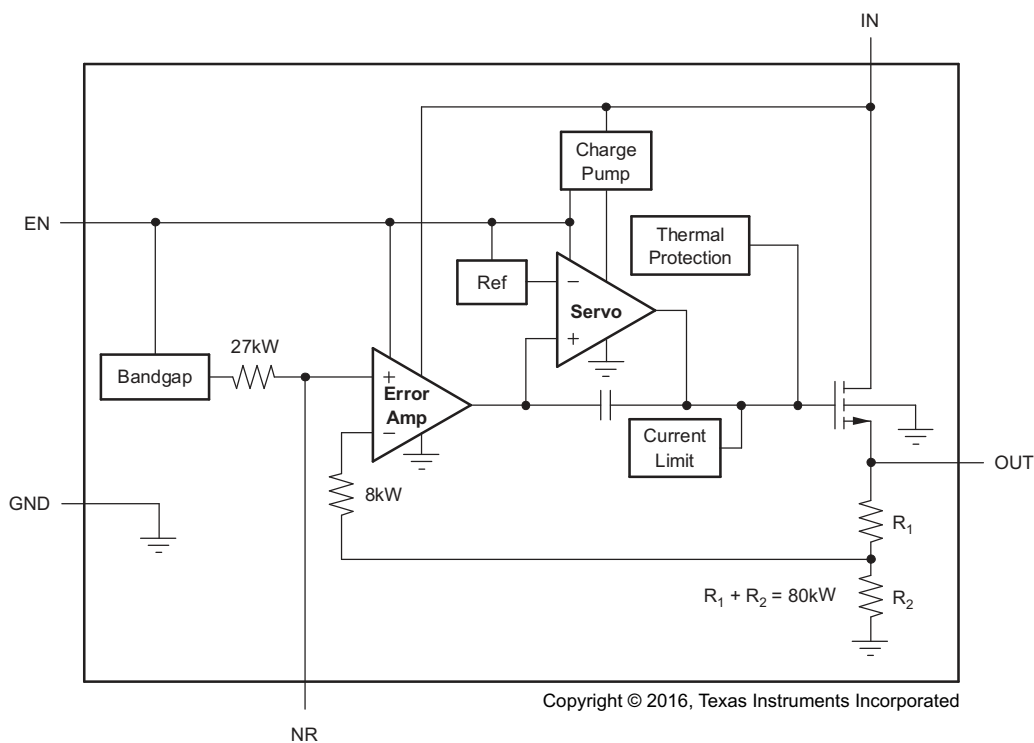 IN
Charge
Pump
EN
Thermal
Protection
Ref
−
Servo
+
27kW
Bandgap
+
Error
Amp
−
Current
Limit
OUT
8kW
GND
R1
R1 + R2 = 80kW
R2
Copyright © 2016, Texas Instruments Incorporated
NR